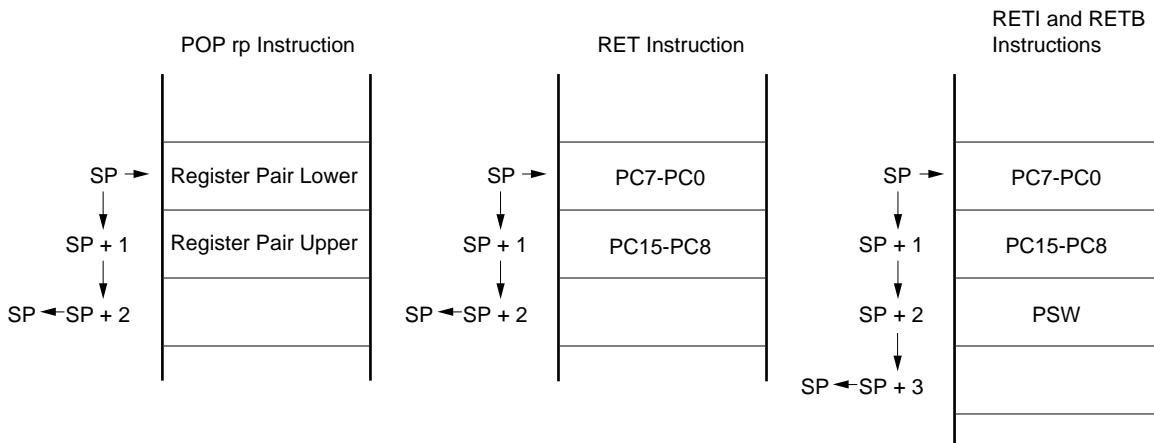 POP rp Instruction
SP
Register Pair Lower
SP + 1
Register Pair Upper
SP
SP + 2
RET Instruction
SP
PC7-PC0
SP + 1
PC15-PC8
SP
SP + 2
RETI and RETB
Instructions
SP
PC7-PC0
SP + 1
PC15-PC8
SP + 2
PSW
SP
SP + 3